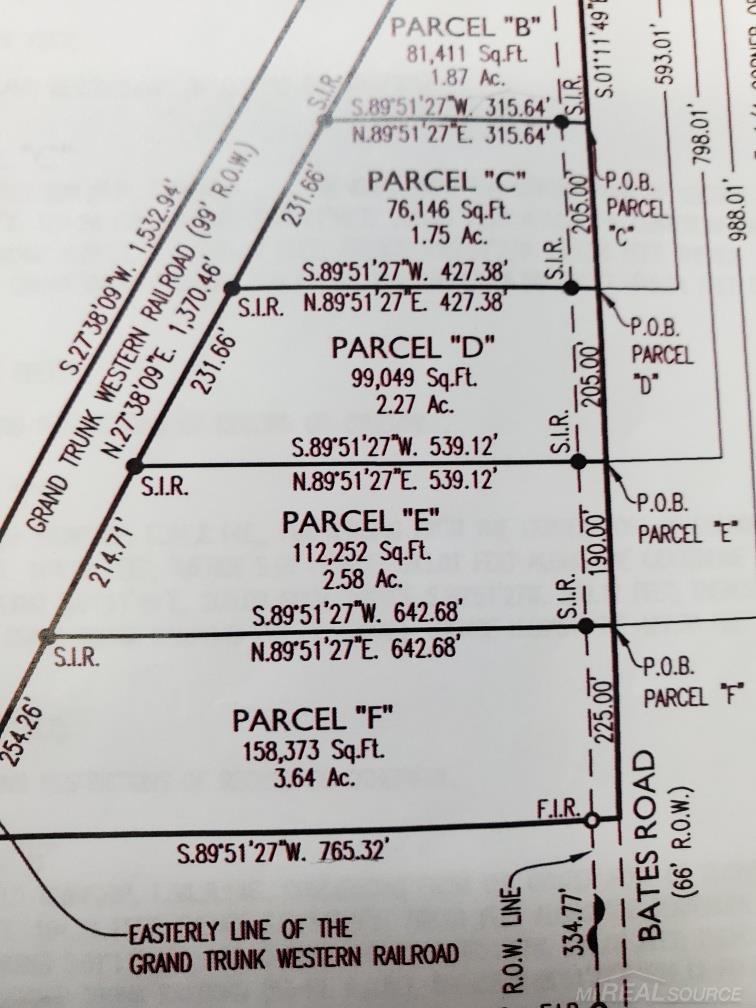 PARCEL "B"
81,411 Sq.Ft.
1.87 Ac.
S.01°11'49"E
593.01'
798.01'
988.01'
S.I.R.
S.I.R.
S.89°51'27"W. 315.64'
N.89°51'27"E. 315.64'
PARCEL "C"
76,146 Sq.Ft.
1.75 Ac.
231.66'
205.00'
P.O.B.
PARCEL
"C"
S.27°38'09"W. 1,532.94'
GRAND TRUNK WESTERN RAILROAD (99' R.O.W.)
N.27°38'09"E. 1,370.46'
S.I.R.
S.89°51'27"W. 427.38'
N.89°51'27"E. 427.38'
S.I.R.
PARCEL "D"
99,049 Sq.Ft.
2.27 Ac.
231.66'
205.00'
P.O.B.
PARCEL
"D"
S.I.R.
S.89°51'27"W. 539.12'
N.89°51'27"E. 539.12'
S.I.R.
PARCEL "E"
112,252 Sq.Ft.
2.58 Ac.
214.71'
190.00'
P.O.B.
PARCEL "E"
S.I.R.
S.89°51'27"W. 642.68'
N.89°51'27"E. 642.68'
S.I.R.
P.O.B.
PARCEL "F"
PARCEL "F"
158,373 Sq.Ft.
3.64 Ac.
254.26'
225.00'
F.I.R.
S.89°51'27"W. 765.32'
BATES ROAD
(66' R.O.W.)
R.O.W. LINE
334.77'
EASTERLY LINE OF THE
GRAND TRUNK WESTERN RAILROAD
MiREALSOURCE